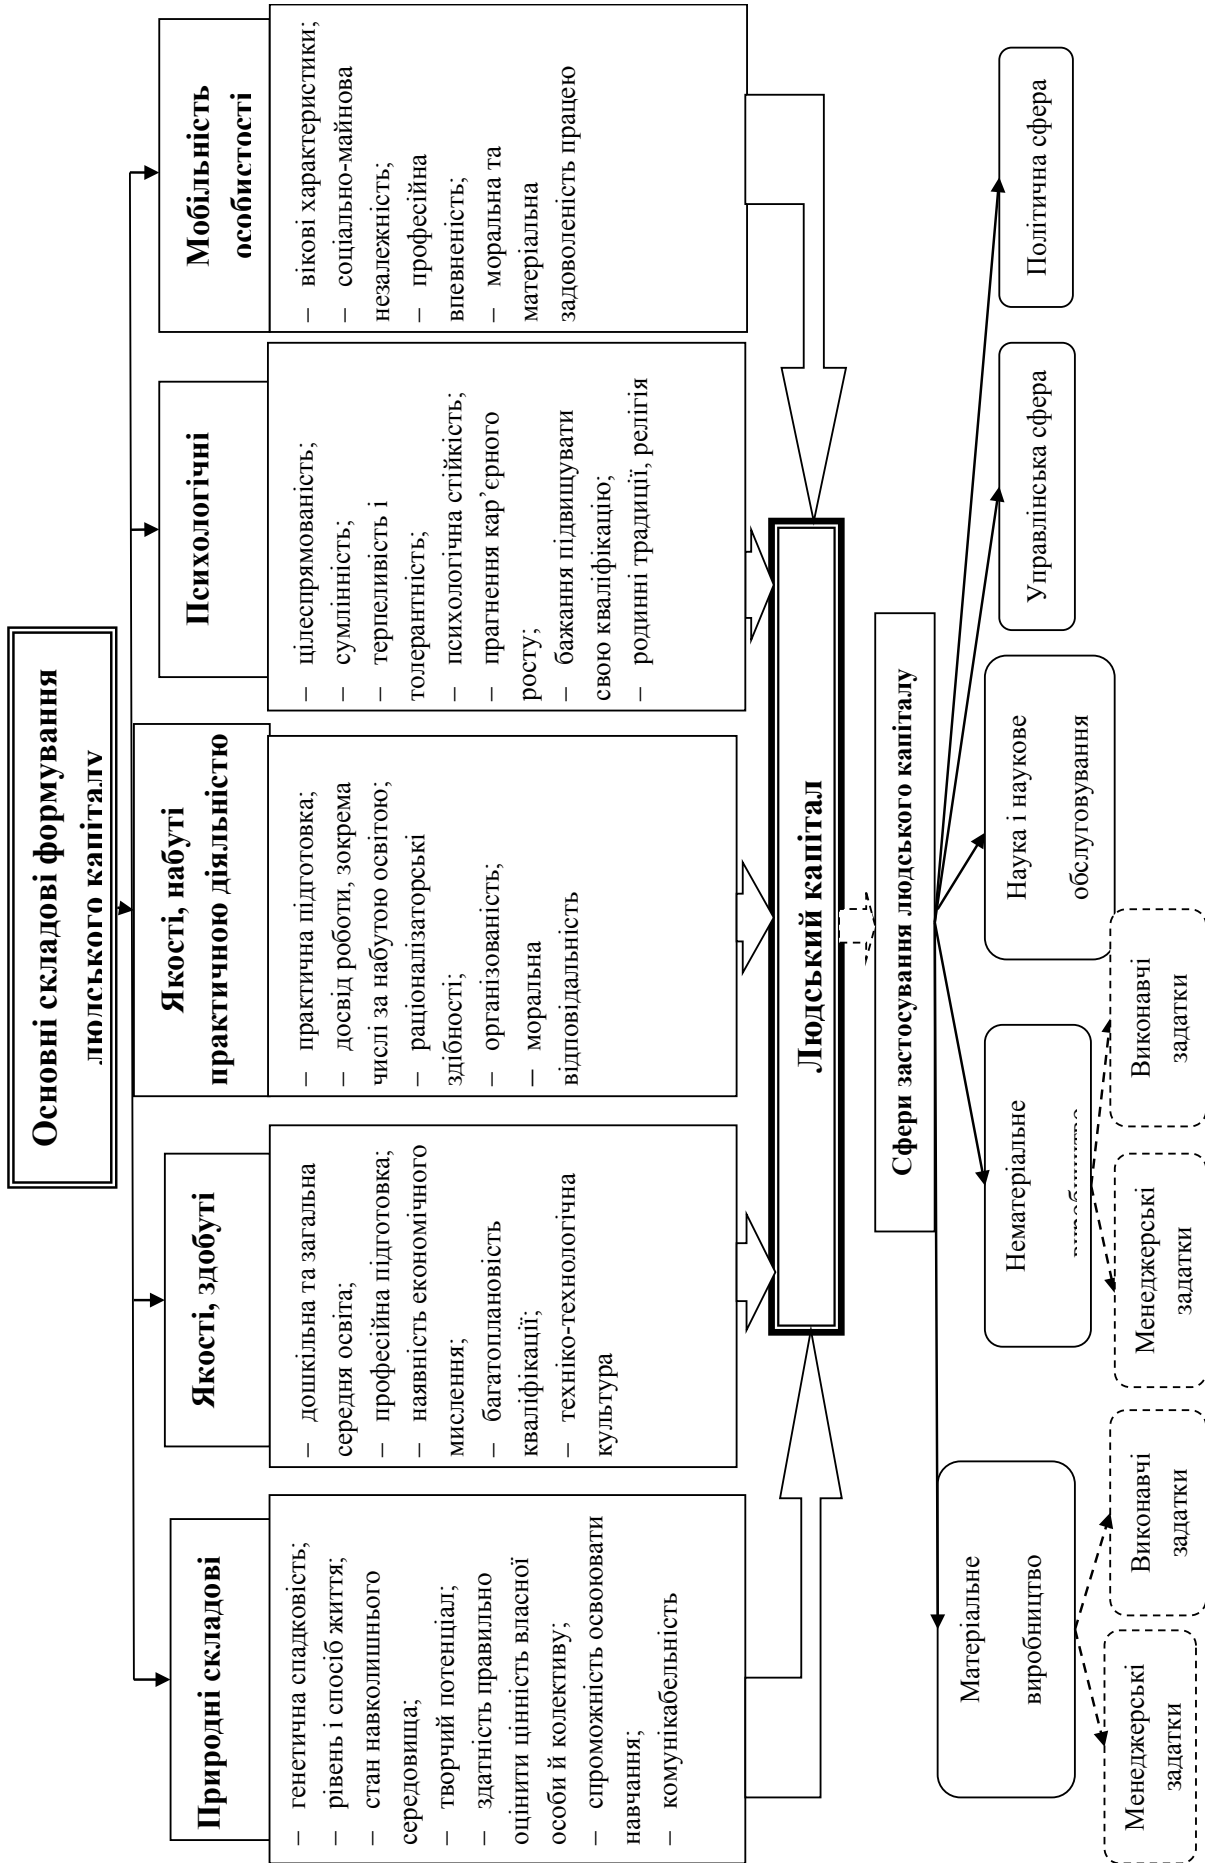 Основні складові формування
людського капіталу
Природні складові
– генетична спадковість;
– рівень і спосіб життя;
– стан навколишнього
середовища;
– творчий потенціал;
– здатність правильно
оцінити цінність власної
особи й колективу;
– спроможність освоювати
навчання;
– комунікабельність
Якості, здобуті
– дошкільна та загальна
середня освіта;
– професійна підготовка;
– наявність економічного
мислення;
– багатоплановість
кваліфікації;
– техніко-технологічна
культура
Якості, набуті
практичною діяльністю
– практична підготовка;
– досвід роботи, зокрема
числі за набутою освітою;
– раціоналізаторські
здібності;
– організованість;
– моральна
відповідальність
Психологічні
– цілеспрямованість;
– сумлінність;
– терпеливість і
толерантність;
– психологічна стійкість;
– прагнення кар’єрного
росту;
– бажання підвищувати
свою кваліфікацію;
– родинні традиції, релігія
Мобільність
особистості
– вікові характеристики;
– соціально-майнова
незалежність;
– професійна
впевненість;
– моральна та
матеріальна
задоволеність працею
Людський капітал
Сфери застосування людського капіталу
Матеріальне
виробництво
Нематеріальне
виробництво
Наука і наукове
обслуговування
Управлінська сфера
Політична сфера
Менеджерські
задатки
Виконавчі
задатки
Менеджерські
задатки
Виконавчі
задатки